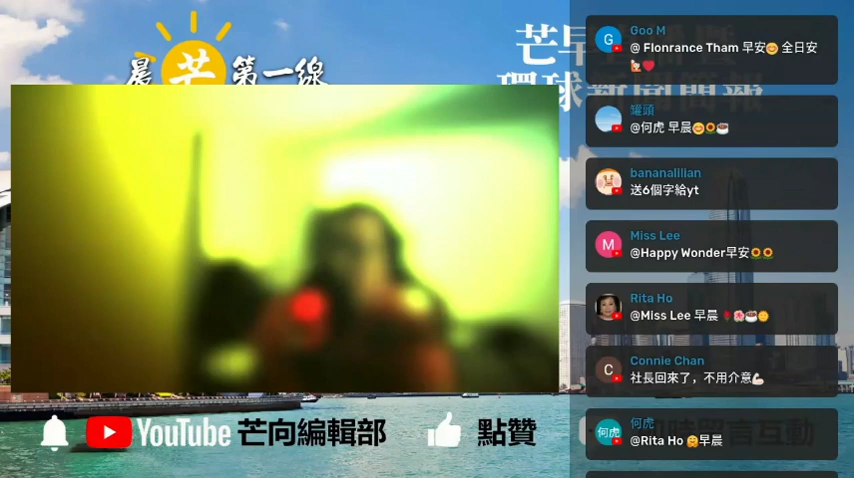 晨芒第一線
芒早
環球新聞簡報
YouTube 芒向編輯部
點贊
時留言互動
Goo M
@ Flonrance Tham 早安😊 全日安
🙋🏻❤️
罐頭
@何虎 早晨😊🌻☕
bananalilian
送6個字給yt
Miss Lee
@Happy Wonder早安🌻🌻
Rita Ho
@Miss Lee 早晨 🌹🌺☕🌼
Connie Chan
社長回來了，不用介意💪🏻
何虎
@Rita Ho 🤗早晨